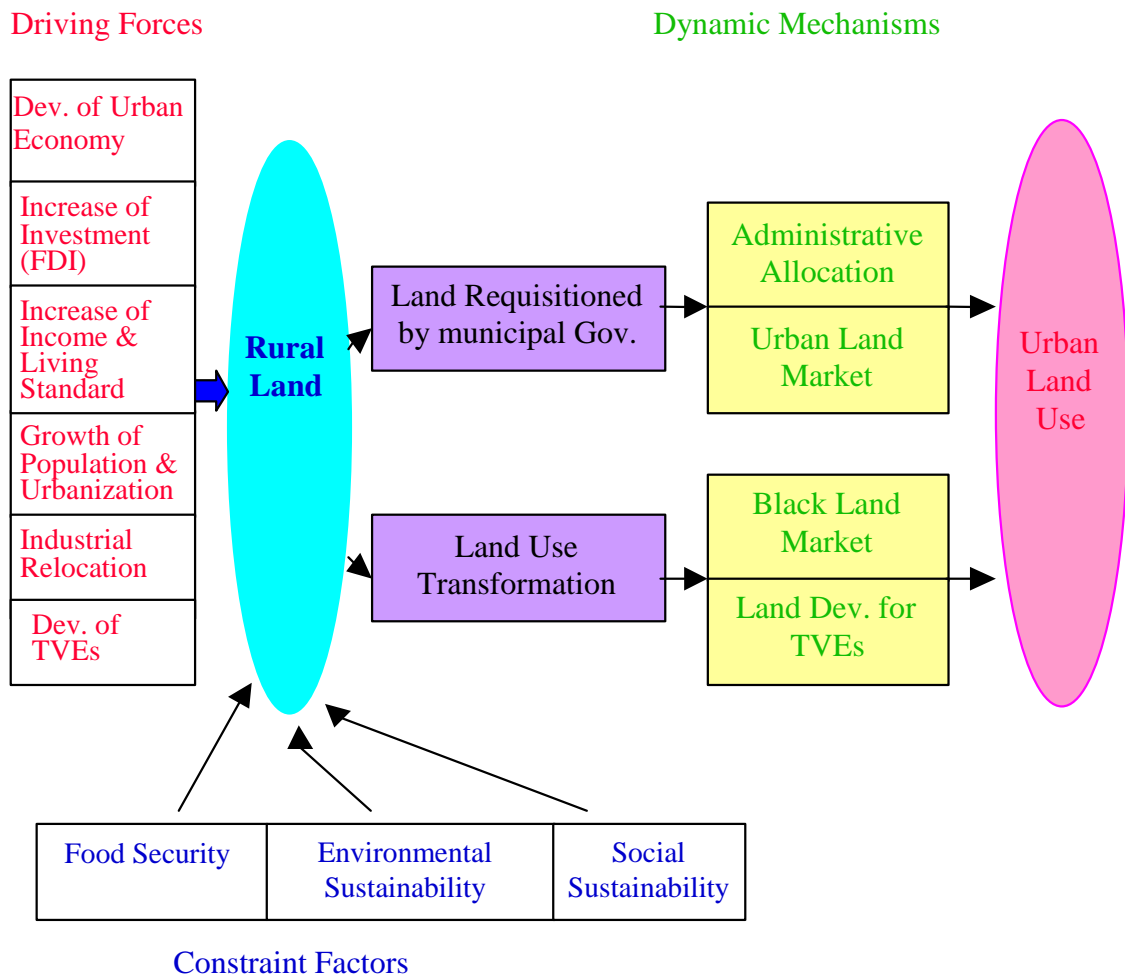 Driving Forces
Dynamic Mechanisms
Dev. of Urban
Economy
Increase of
Investment
(FDI)
Increase of
Income &
Living
Standard
Growth of
Population &
Urbanization
Industrial
Relocation
Dev. of
TVEs
Rural
Land
Land Requisitioned
by municipal Gov.
Land Use
Transformation
Administrative
Allocation
Urban Land
Market
Black Land
Market
Land Dev. for
TVEs
Urban
Land
Use
Food Security
Environmental
Sustainability
Social
Sustainability
Constraint Factors